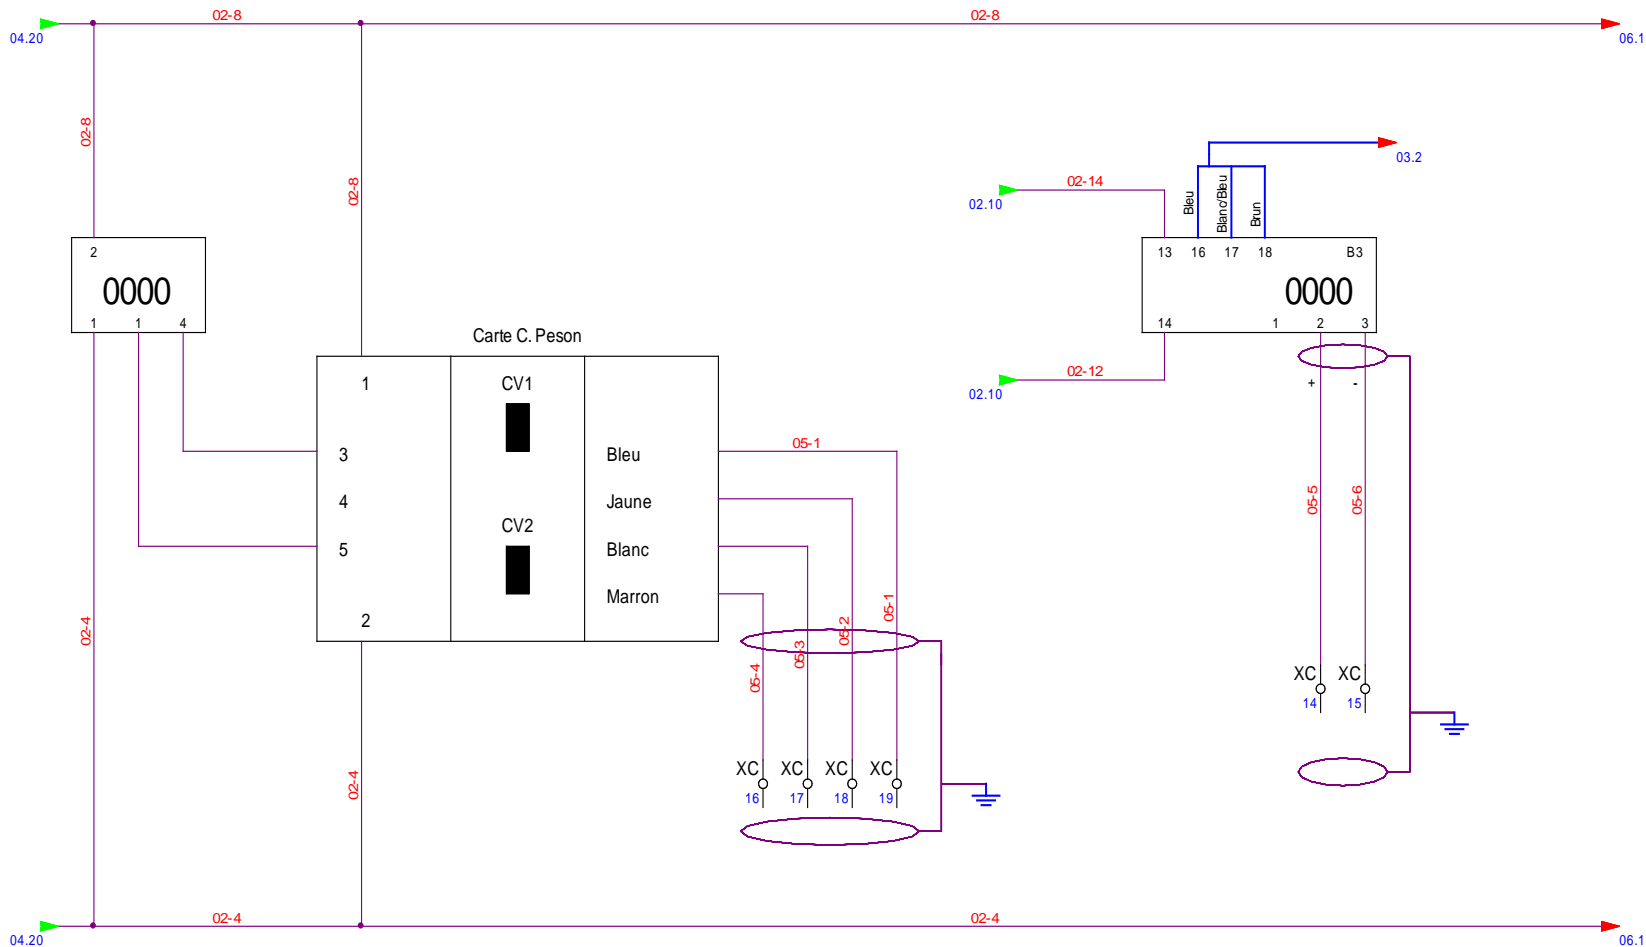 02-8 02-8
04.20 06.1
02-8
02-8
03.2
02-14
02.10
Bleu Blanc/Bleu Brun
2
0000
1 1 4
13 16 17 18 B3
0000
14 1 2 3
Carte C. Peson
02-12
02.10
+ -
1 CV1
3 Bleu
05-1
4 Jaune
CV2
5 Blanc
Marron
2
05-5 05-6
02-4
05-4 05-3 05-2 05-1
XC XC
14 15
02-4
XC XC XC XC
16 17 18 19
02-4 02-4
04.20 06.1